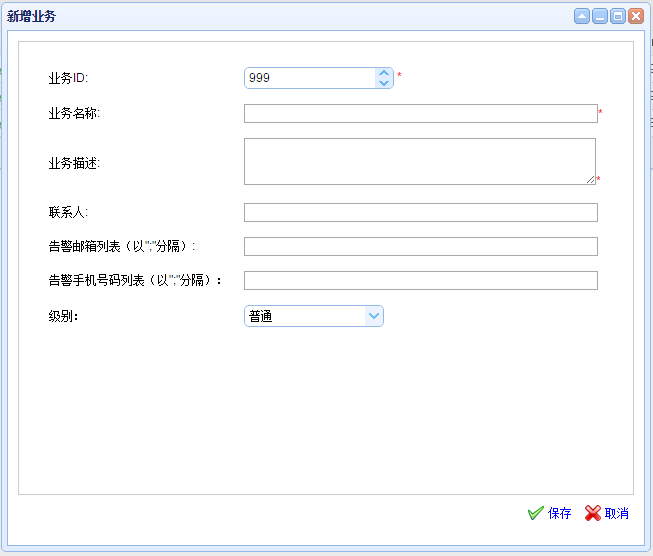 新增业务
业务ID: 999 *
业务名称: *
业务描述: *
联系人:
告警邮箱列表（以";"分隔）:
告警手机号码列表（以";"分隔）:
级别： 普通
保存 取消